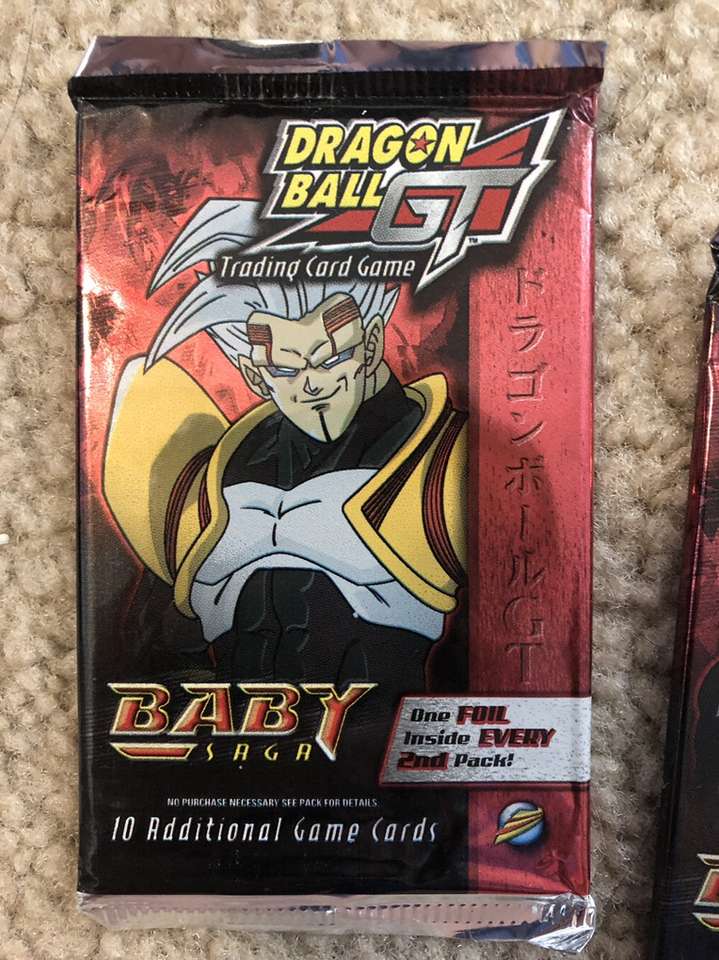 DRAGON
BALL GT™
Trading Card Game
ドラゴンボールGT
BABY
SAGA
One FOIL
Inside EVERY
2nd Pack!
NO PURCHASE NECESSARY SEE PACK FOR DETAILS.
10 Additional Game Cards